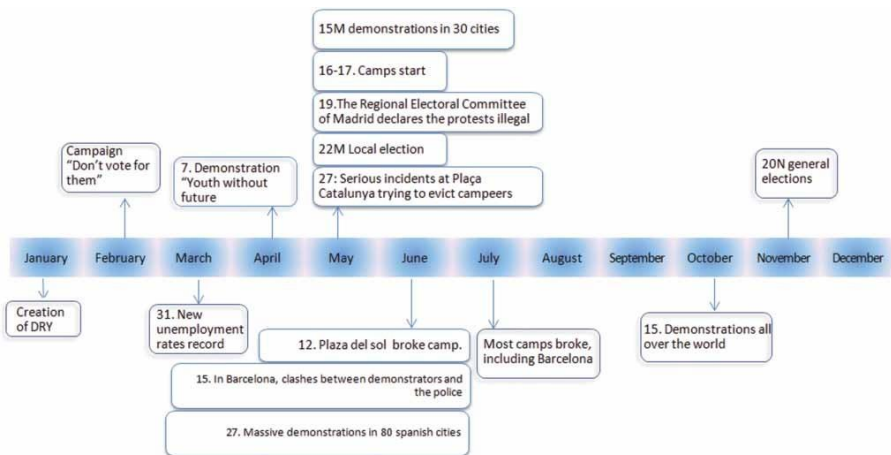 15M demonstrations in 30 cities
16-17. Camps start
19.The Regional Electoral Committee
of Madrid declares the protests illegal
22M Local election
27: Serious incidents at Plaça
Catalunya trying to evict campeers
Campaign
"Don't vote for
them"
7. Demonstration
"Youth without
future
20N general
elections
January February March April May June July August September October November December
Creation
of DRY
31. New
unemployment
rates record
12. Plaza del sol broke camp.
15. In Barcelona, clashes between demonstrators and
the police
27. Massive demonstrations in 80 spanish cities
Most camps broke,
including Barcelona
15. Demonstrations all
over the world